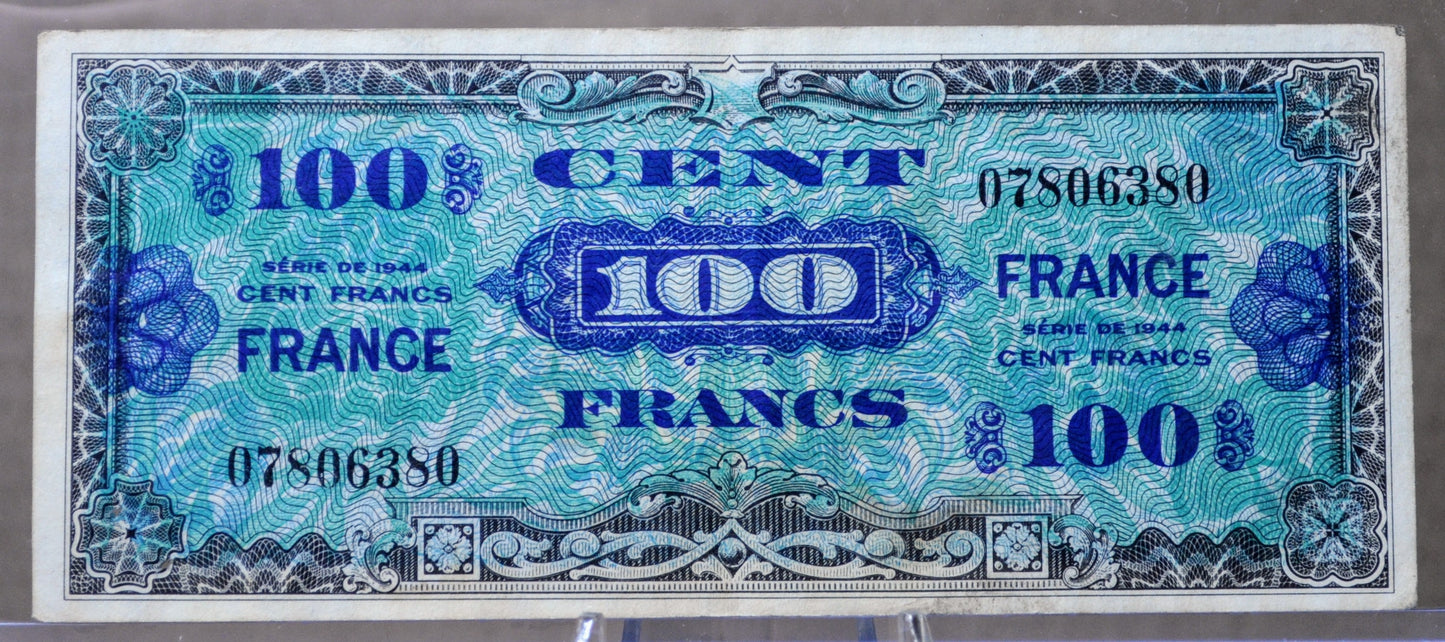 100
CENT
07806380
SÉRIE DE 1944
CENT FRANCS
FRANCE
100
FRANCE
SÉRIE DE 1944
CENT FRANCS
FRANCS
07806380
100